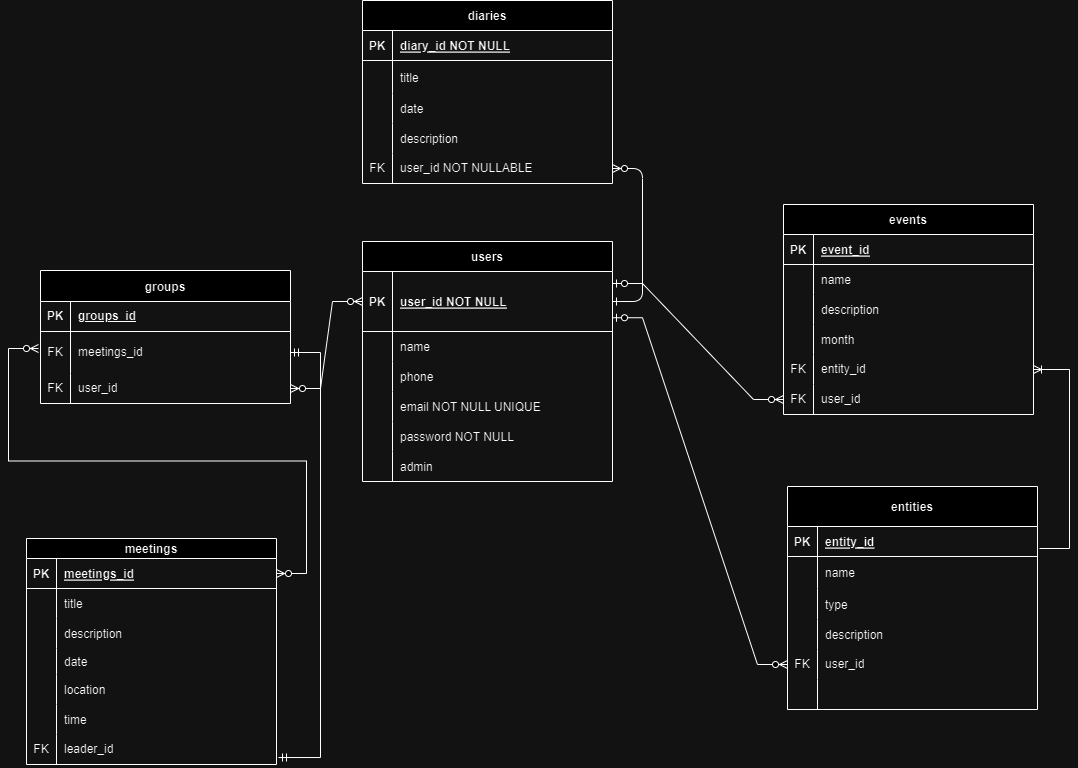 diaries
PK diary_id NOT NULL
title
date
description
FK user_id NOT NULLABLE
users
PK user_id NOT NULL
name
phone
email NOT NULL UNIQUE
password NOT NULL
admin
events
PK event_id
name
description
month
FK entity_id
FK user_id
groups
PK groups_id
FK meetings_id
FK user_id
entities
PK entity_id
name
type
description
FK user_id
meetings
PK meetings_id
title
description
date
location
time
FK leader_id